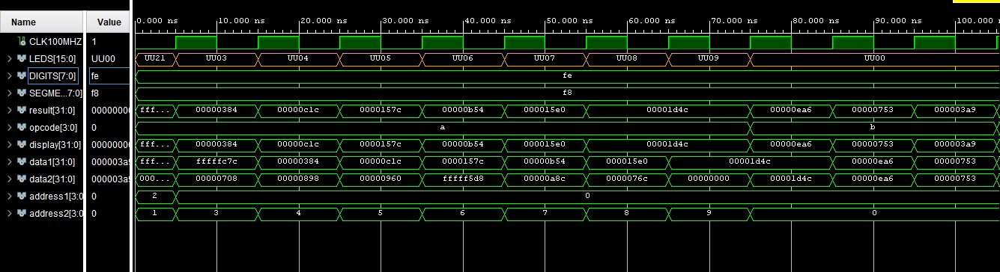 Name Value 0.000 ns 10.000 ns 20.000 ns 30.000 ns 40.000 ns 50.000 ns 60.000 ns 70.000 ns 80.000 ns 90.000 ns 100.000
CLK100MHZ 1
LEDS[15:0] UU00 UU21 UU03 UU04 UU05 UU06 UU07 UU08 UU09 UU00
DIGITS[7:0] fe fe
SEGME...7:0] f8 f8
result[31:0] 00000000 fff... 00000384 00000c1c 0000157c 00000b54 000015e0 00001d4c 00000ea6 00000753 000003a9
opcode[3:0] 0 a b
display[31:0] 00000000 fff... 00000384 00000c1c 0000157c 00000b54 000015e0 00001d4c 00000ea6 00000753 000003a9
data1[31:0] 000003a9 fff... fffffc7c 00000384 00000c1c 0000157c 00000b54 000015e0 00001d4c 00000ea6 00000753
data2[31:0] 000003a9 000... 00000708 00000898 00000960 fffff5d8 00000a8c 0000076c 00000000 00001d4c 00000ea6 00000753
address1[3:0 0 2 0
address2[3:0 0 1 3 4 5 6 7 8 9 0